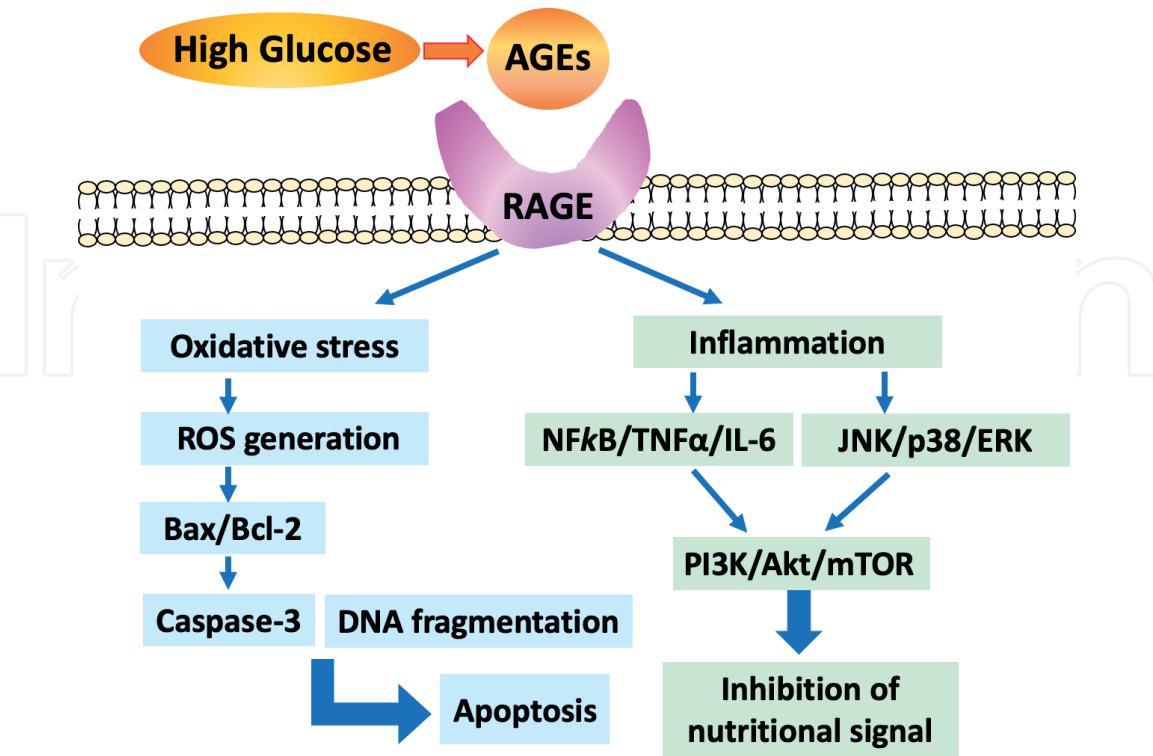 High Glucose
AGEs
RAGE
Oxidative stress
Inflammation
ROS generation
NFkB/TNFα/IL-6
JNK/p38/ERK
Bax/Bcl-2
PI3K/Akt/mTOR
Caspase-3
DNA fragmentation
Apoptosis
Inhibition of
nutritional signal